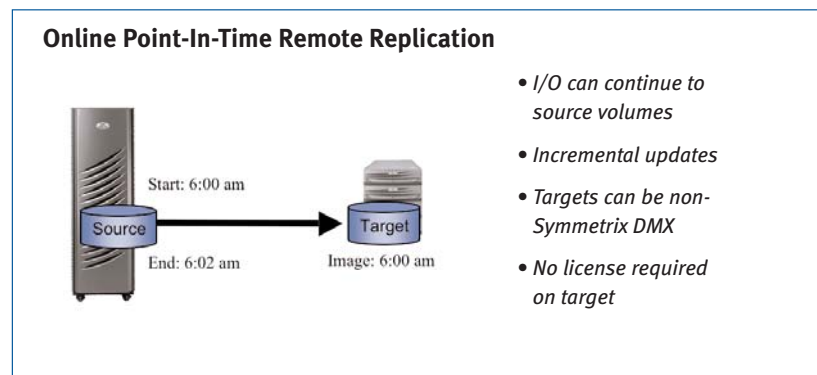 Online Point-In-Time Remote Replication
Start: 6:00 am
Source
End: 6:02 am
Target
Image: 6:00 am
• I/O can continue to
source volumes
• Incremental updates
• Targets can be non-
Symmetrix DMX
• No license required
on target